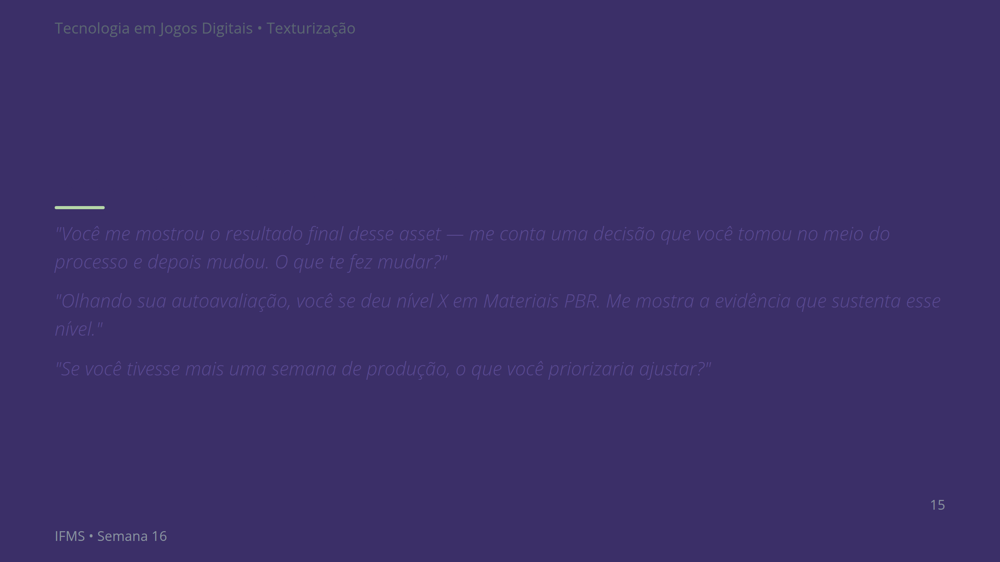 Tecnologia em Jogos Digitais • Texturização
"Você me mostrou o resultado final desse asset — me conta uma decisão que você tomou no meio do
processo e depois mudou. O que te fez mudar?"
"Olhando sua autoavaliação, você se deu nível X em Materiais PBR. Me mostra a evidência que sustenta esse
nível."
"Se você tivesse mais uma semana de produção, o que você priorizaria ajustar?"
15
IFMS • Semana 16